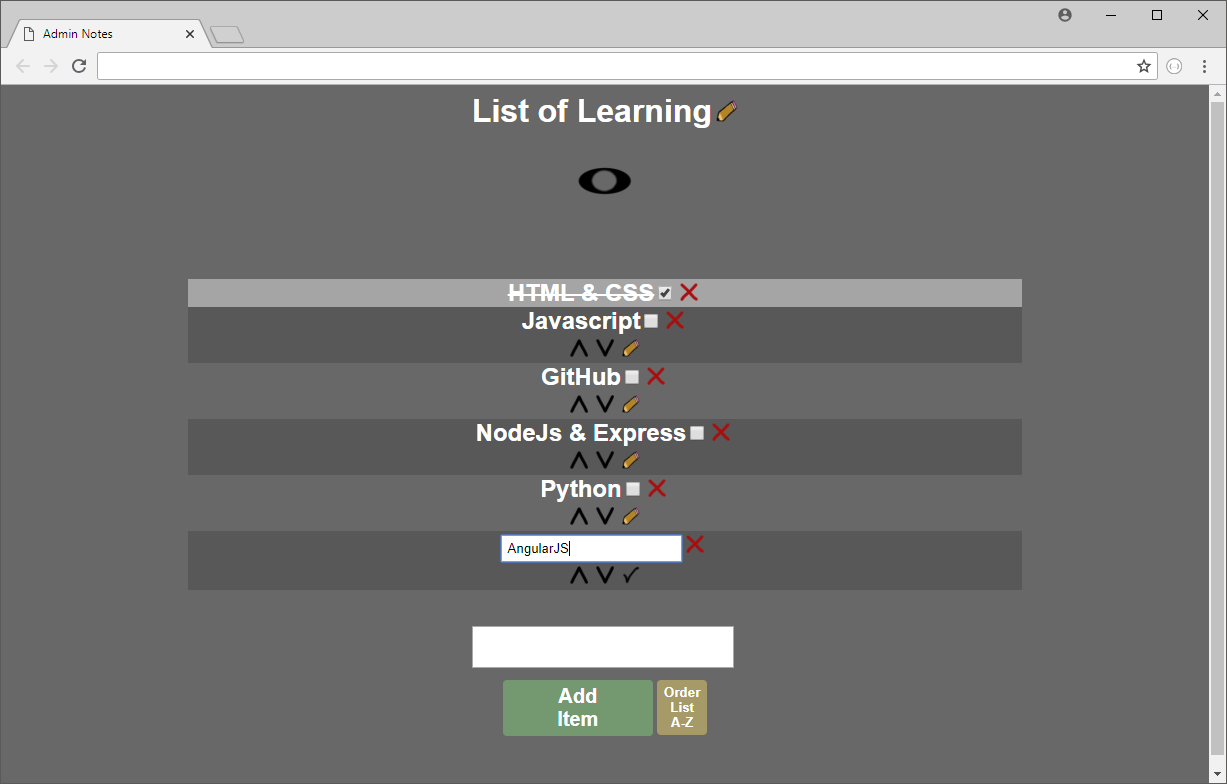 Admin Notes
List of Learning
HTML & CSS
Javascript
GitHub
NodeJs & Express
Python
AngularJS
Add
Item
Order
List
A-Z